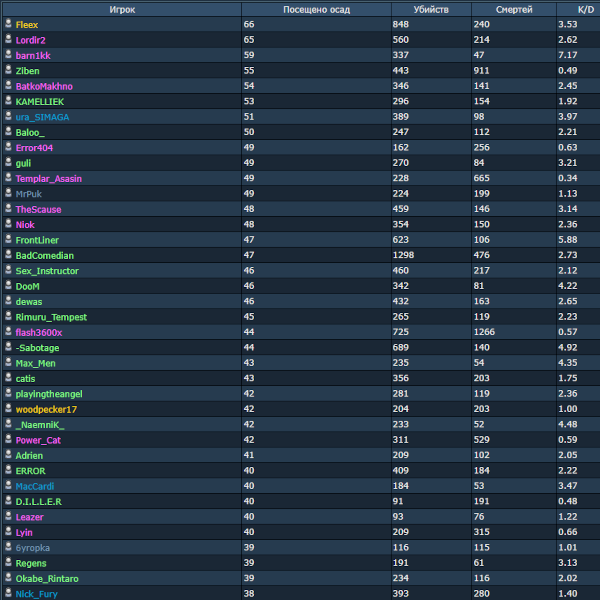 Игрок Посещено осад Убийств Смертей K/D
Fleex 66 848 240 3.53
Lordir2 65 560 214 2.62
barn1kk 59 337 47 7.17
Ziben 55 443 911 0.49
BatkoMakhno 54 346 141 2.45
KAMELLIEK 53 296 154 1.92
ura_SIMAGA 51 389 98 3.97
Baloo_ 50 247 112 2.21
Error404 49 162 256 0.63
guli 49 270 84 3.21
Templar_Asasin 49 228 665 0.34
MrPuk 49 224 199 1.13
TheScause 48 459 146 3.14
Niok 48 354 150 2.36
FrontLiner 47 623 106 5.88
BadComedian 47 1298 476 2.73
Sex_Instructor 46 460 217 2.12
DooM 46 342 81 4.22
dewas 46 432 163 2.65
Rimuru_Tempest 45 265 119 2.23
flash3600x 44 725 1266 0.57
-Sabotage 44 689 140 4.92
Max_Men 43 235 54 4.35
catis 43 356 203 1.75
playingtheangel 42 281 119 2.36
woodpecker17 42 204 203 1.00
_NaemniK_ 42 233 52 4.48
Power_Cat 42 311 529 0.59
Adrien 41 209 102 2.05
ERROR 40 409 184 2.22
MacCardi 40 184 53 3.47
D.I.L.L.E.R 40 91 191 0.48
Leazer 40 93 76 1.22
Lyin 40 209 315 0.66
6yropka 39 116 115 1.01
Regens 39 191 61 3.13
Okabe_Rintaro 39 234 116 2.02
Nick_Fury 38 393 280 1.40